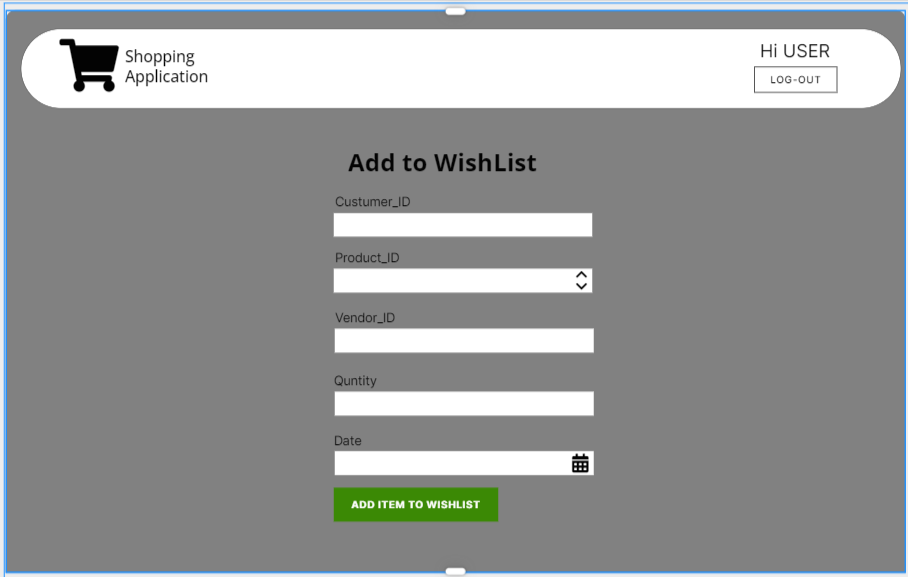 Shopping
Application
Hi USER
LOG-OUT
Add to WishList
Custumer_ID
Product_ID
Vendor_ID
Quntity
Date
ADD ITEM TO WISHLIST